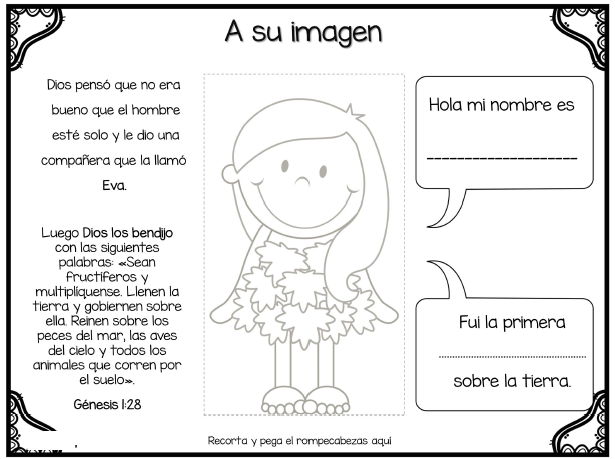 A su imagen
Dios pensó que no era
bueno que el hombre
esté solo y le dio una
compañera que la llamó
Eva.
Luego Dios los bendijo
con las siguientes
palabras: «Sean
fructíferos y
multiplíquense. Llenen la
tierra y gobiernen sobre
ella. Reinen sobre los
peces del mar, las aves
del cielo y todos los
animales que corren por
el suelo».
Génesis 1:28
Hola mi nombre es
____________________
Fui la primera
........................................
sobre la tierra.
Recorta y pega el rompecabezas aquí